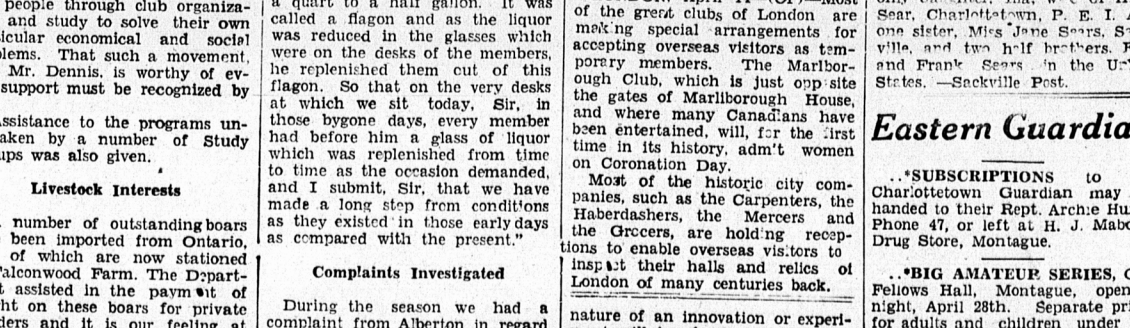 people through club organiza-
and study to solve their own
icular economical and social
lems. That such a movement,
Mr. Dennis, is worthy of ev-
support must be recognized by
assistance to the programs un-
aken by a number of Study
ups was also given.
Livestock Interests
number of outstanding boars
been imported from Ontario,
of which are now stationed
alconwood Farm. The Depart-
t assisted in the payment of
ht on these boars for private
ders and it is our feeling at
a quart to a half gallon. It was
called a flagon and as the liquor
was reduced in the glasses which
were on the desks of the members,
he replenished them cut of this
flagon. So that on the very desks
at which we sit today, Sir, in
those bygone days, every member
had before him a glass of liquor
which was replenished from time
to time as the occasion demanded,
and I submit, Sir, that we have
made a long step from conditions
as they existed in those early days
as compared with the present."
Complaints Investigated
During the season we had a
complaint from Alberton in regard
of the great clubs of London are
making special arrangements for
accepting overseas visitors as tem-
porary members. The Marlbor-
ough Club, which is just opposite
the gates of Marlborough House,
and where many Canadians have
been entertained, will, for the first
time in its history, admit women
on Coronation Day.
Most of the historic city com-
panies, such as the Carpenters, the
Haberdashers, the Mercers and
the Grocers, are holding recep-
tions to enable overseas visitors to
inspect their halls and relics of
London of many centuries back.
nature of an innovation or experi-
Sear, Charlottetown, P. E. I.
one sister, Miss Jane Sears, S
ville, and two half brothers.
and Frank Sears in the
States. —Sackville Post.
Eastern Guardia
..*SUBSCRIPTIONS to
Charlottetown Guardian may
handed to their Rept. Archie Hu
Phone 47, or left at H. J. Mabo
Drug Store, Montague.
..*BIG AMATEUR SERIES,
Fellows Hall, Montague, open
night, April 28th. Separate pri
for adults and children under